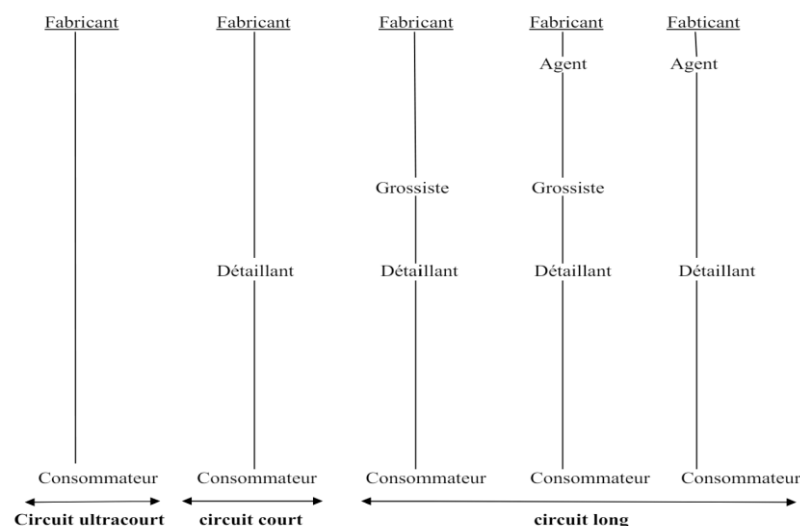 Fabricant Fabricant Fabricant Fabricant Fabticant
Agent Agent
Grossiste Grossiste
Détaillant Détaillant Détaillant Détaillant
Consommateur Consommateur Consommateur Consommateur Consommateur
Circuit ultracourt circuit court circuit long